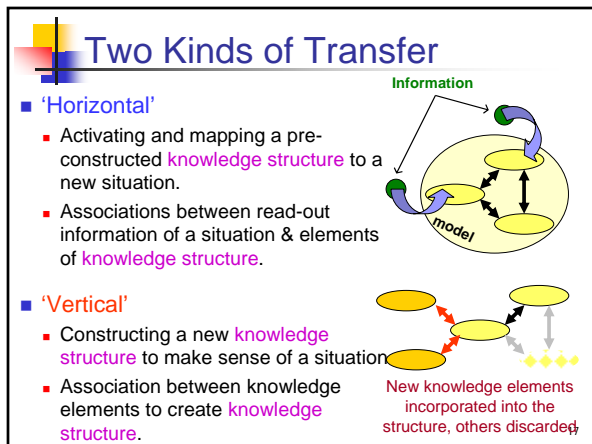 Two Kinds of Transfer
‘Horizontal’
Activating and mapping a pre-
constructed knowledge structure to a
new situation.
Associations between read-out
information of a situation & elements
of knowledge structure.
Information
model
‘Vertical’
Constructing a new knowledge
structure to make sense of a situation
Association between knowledge
elements to create knowledge
structure.
New knowledge elements
incorporated into the
structure, others discarded
17